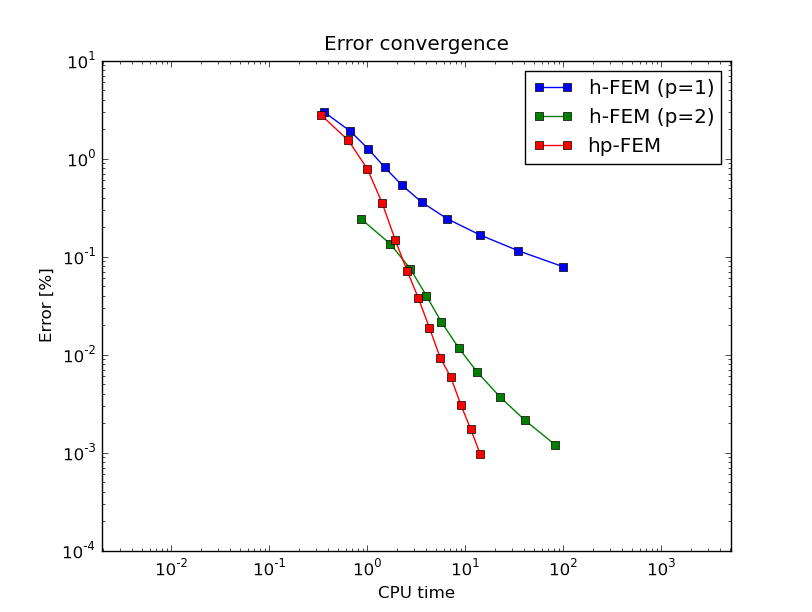 Error convergence
h-FEM (p=1)
h-FEM (p=2)
hp-FEM
10^1
10^0
10^-1
10^-2
10^-3
10^-4
Error [%]
10^-2 10^-1 10^0 10^1 10^2 10^3
CPU time